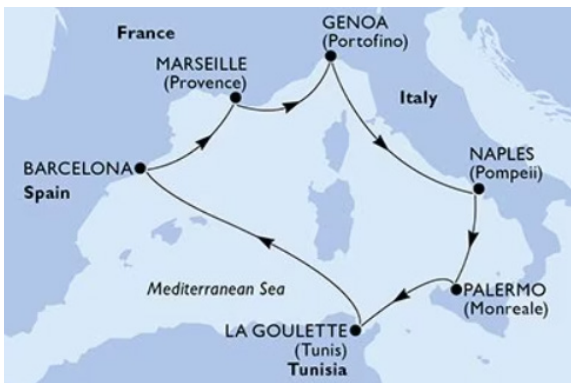 GENOA
(Portofino)
France
MARSEILLE
(Provence)
Italy
NAPLES
(Pompeii)
BARCELONA
Spain
Mediterranean Sea
PALERMO
(Monreale)
LA GOULETTE
(Tunis)
Tunisia